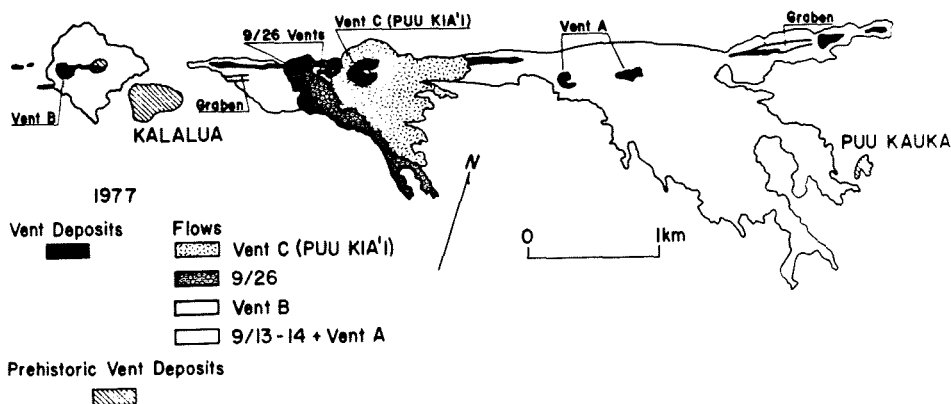 Vent C (PUU KIA'I)
9/26 Vents
Vent A
Graben
Vent B
KALALUA
Graben
PUU KAUKA
N
1977
Vent Deposits
Flows
Vent C (PUU KIA'I)
9/26
Vent B
9/13-14 + Vent A
0 1km
Prehistoric Vent Deposits